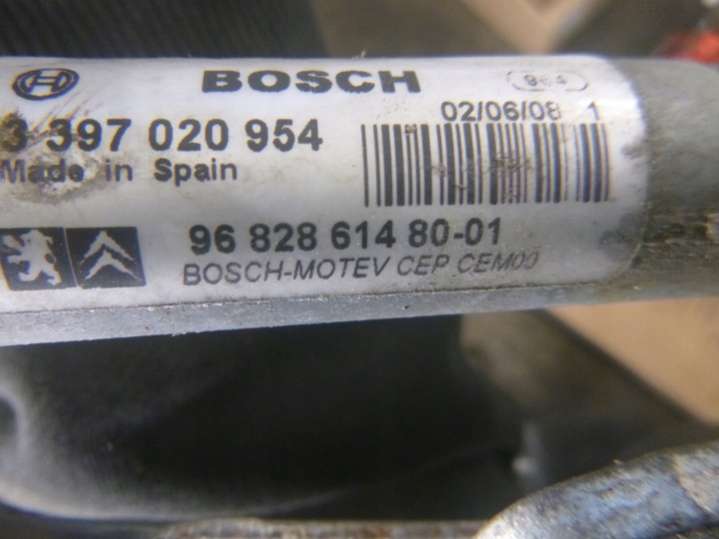 BOSCH 964
02/06/08 1
3 397 020 954
Made in Spain
96 828 614 80-01
BOSCH-MOTEV CEP CEM00